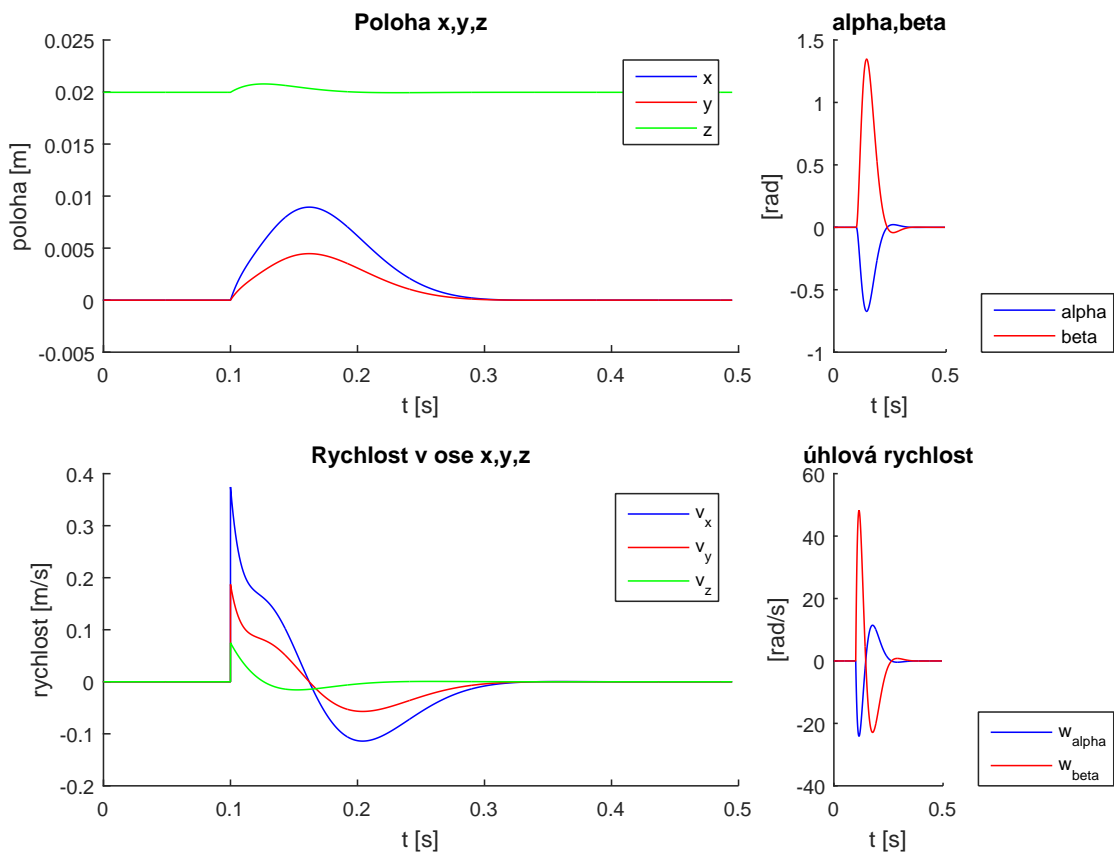 Poloha x,y,z
0.025
0.02
0.015
0.01
0.005
0
-0.005
poloha [m]
x
y
z
0
0.1
0.2
0.3
0.4
0.5
t [s]
alpha,beta
1.5
1
0.5
0
-0.5
-1
[rad]
alpha
beta
0
0.5
t [s]
Rychlost v ose x,y,z
0.4
0.3
0.2
0.1
0
-0.1
-0.2
rychlost [m/s]
v_x
v_y
v_z
0
0.1
0.2
0.3
0.4
0.5
t [s]
úhlová rychlost
60
40
20
0
-20
-40
[rad/s]
w_alpha
w_beta
0
0.5
t [s]